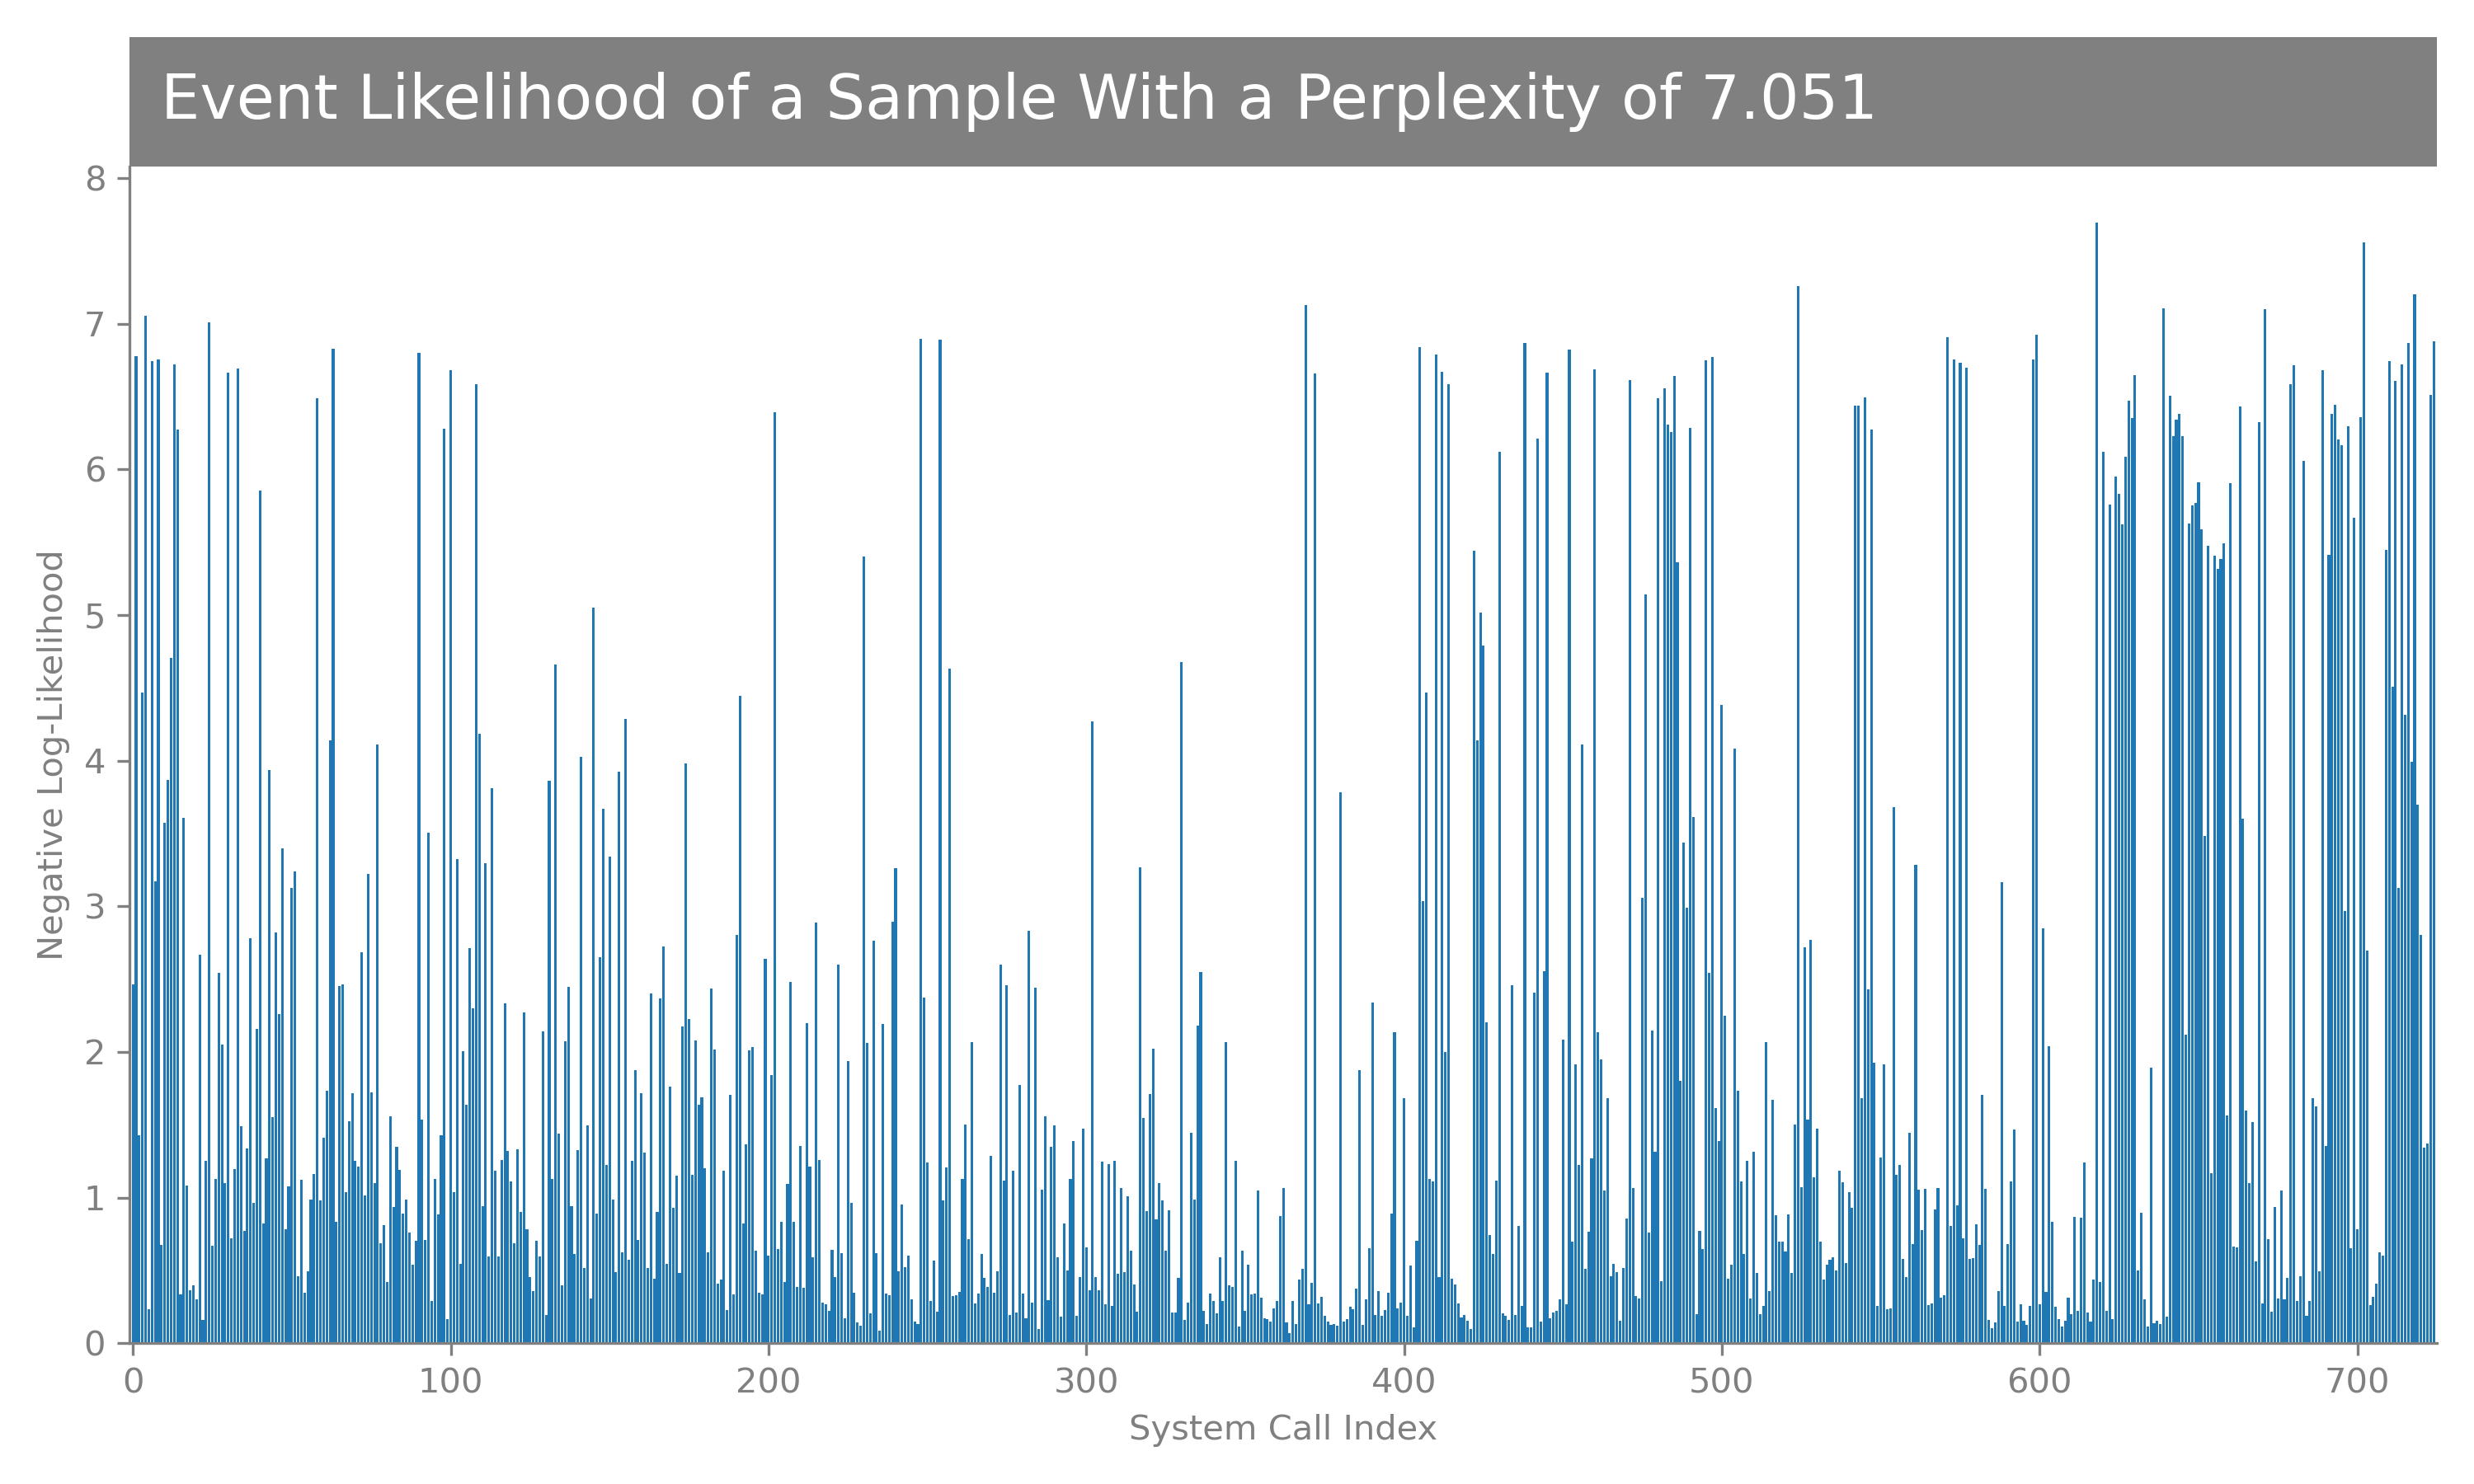 Event Likelihood of a Sample With a Perplexity of 7.051
8
7
6
5
4
3
2
1
0
Negative Log-Likelihood
0 100 200 300 400 500 600 700
System Call Index